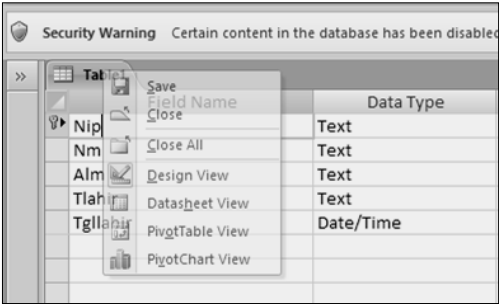 Security Warning Certain content in the database has been disabled
Table1
Save
Field Name Data Type
Close
Nip Text
Close All
Nm Text
Alm Text
Design View
Tlahir Text
Datasheet View
Tgllahir Date/Time
PivotTable View
PivotChart View